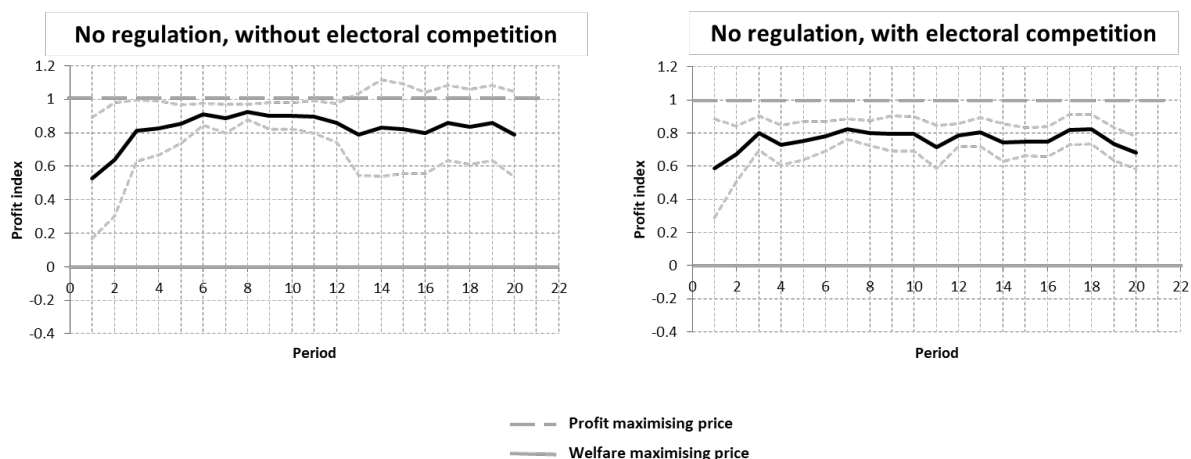 No regulation, without electoral competition
1.2
1
0.8
0.6
0.4
0.2
0
-0.2
-0.4
Profit index
0 2 4 6 8 10 12 14 16 18 20 22
Period
No regulation, with electoral competition
1.2
1
0.8
0.6
0.4
0.2
0
-0.2
-0.4
Profit index
0 2 4 6 8 10 12 14 16 18 20 22
Period
Profit maximising price
Welfare maximising price